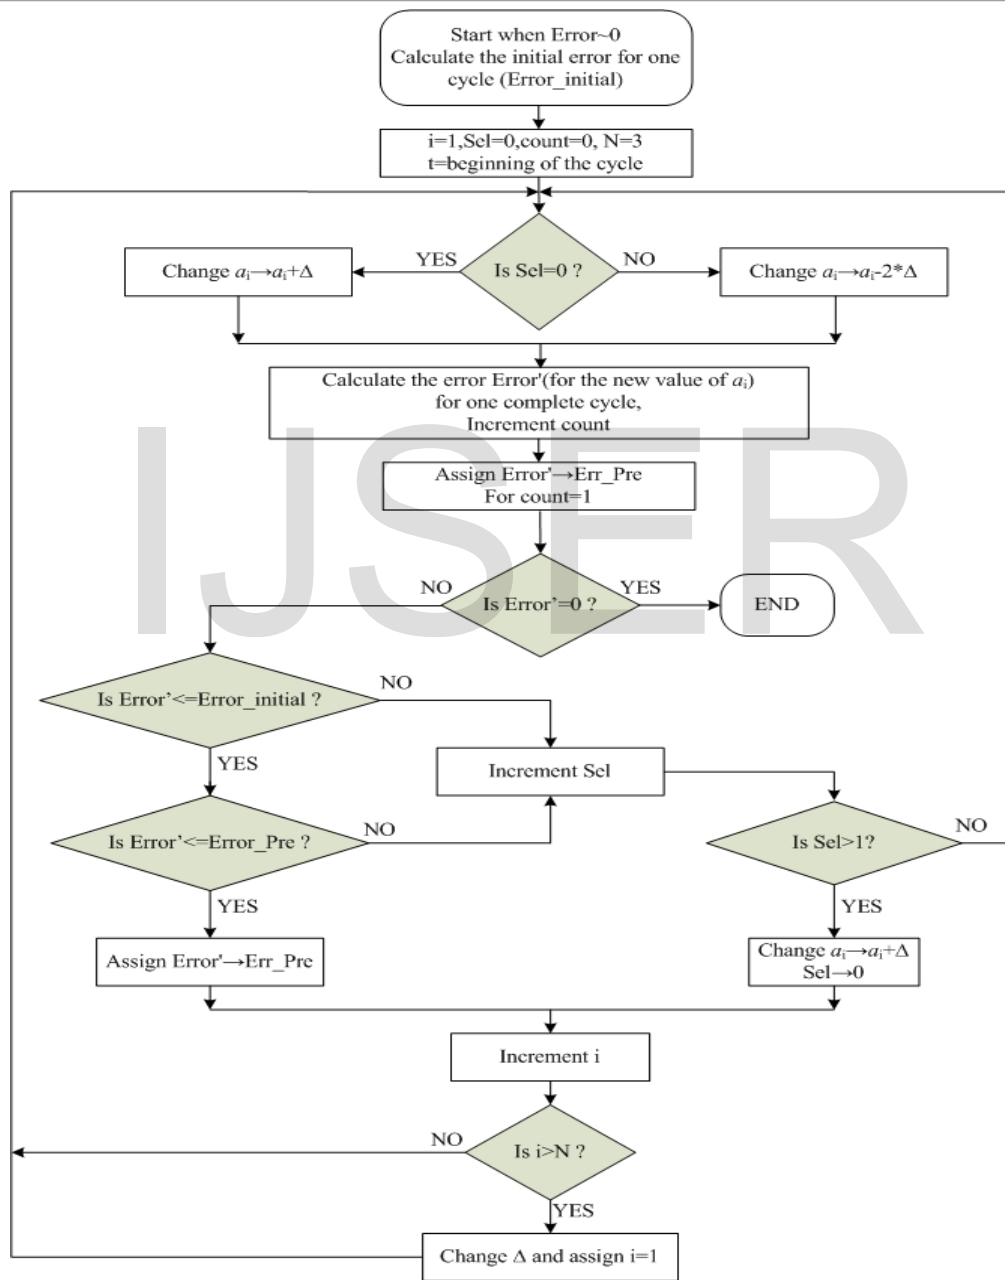 Start when Error~0
Calculate the initial error for one
cycle (Error_initial)
i=1,Sel=0,count=0, N=3
t=beginning of the cycle
Is Sel=0 ?
YES
NO
Change aᵢ→aᵢ+Δ
Change aᵢ→aᵢ-2*Δ
Calculate the error Error'(for the new value of aᵢ)
for one complete cycle,
Increment count
Assign Error'→Err_Pre
For count=1
IJSER
Is Error’=0 ?
NO
YES
END
Is Error’<=Error_initial ?
NO
YES
Increment Sel
Is Error’<=Error_Pre ?
NO
YES
Is Sel>1?
NO
YES
Assign Error'→Err_Pre
Change aᵢ→aᵢ+Δ
Sel→0
Increment i
Is i>N ?
NO
YES
Change Δ and assign i=1